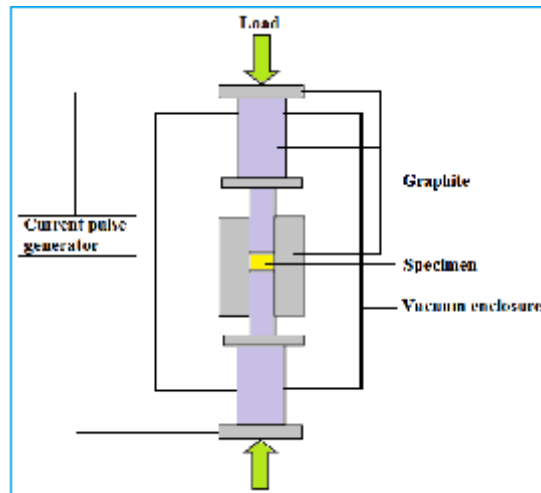 Load
Graphite
Current pulse
generator
Specimen
Vacuum enclosure